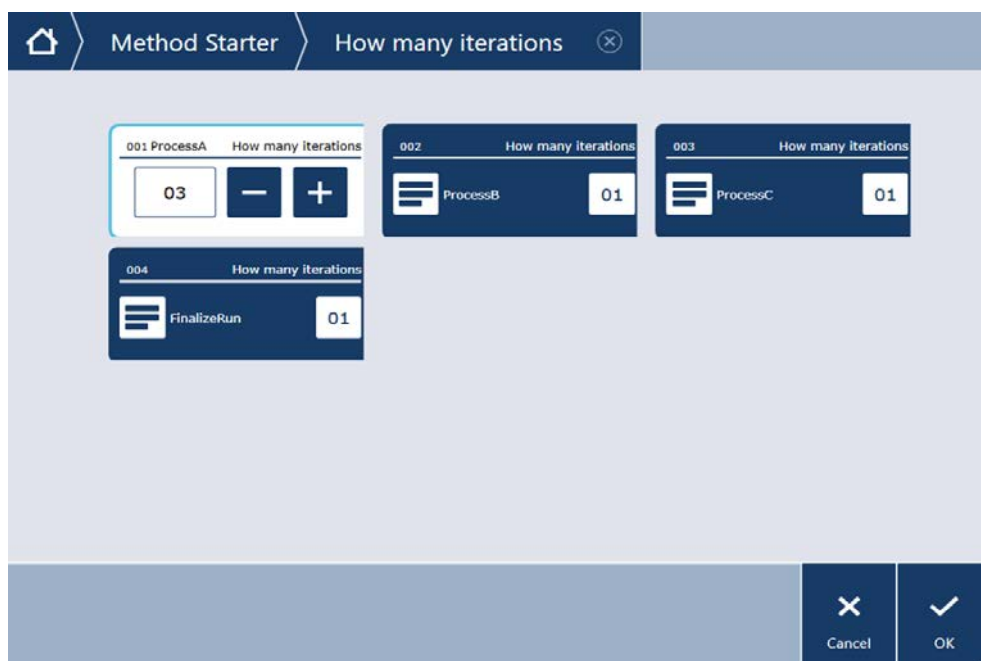 Method Starter How many iterations
001 ProcessA How many iterations
03
002 How many iterations
ProcessB 01
003 How many iterations
ProcessC 01
004 How many iterations
FinalizeRun 01
Cancel
OK